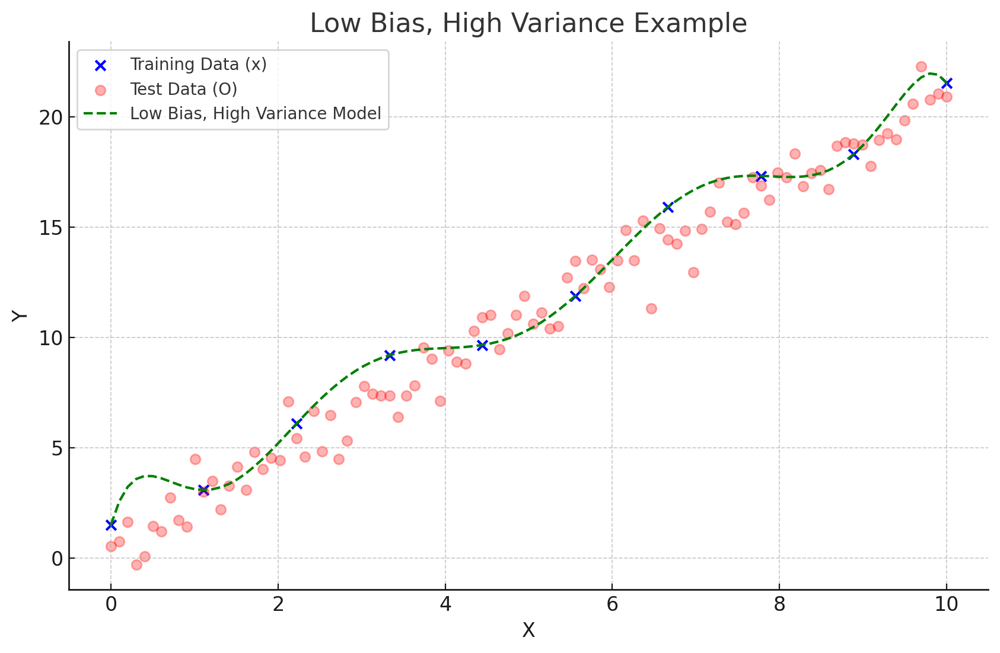 Low Bias, High Variance Example
Training Data (x)
Test Data (O)
Low Bias, High Variance Model
Y
20
15
10
5
0
0 2 4 6 8 10
X